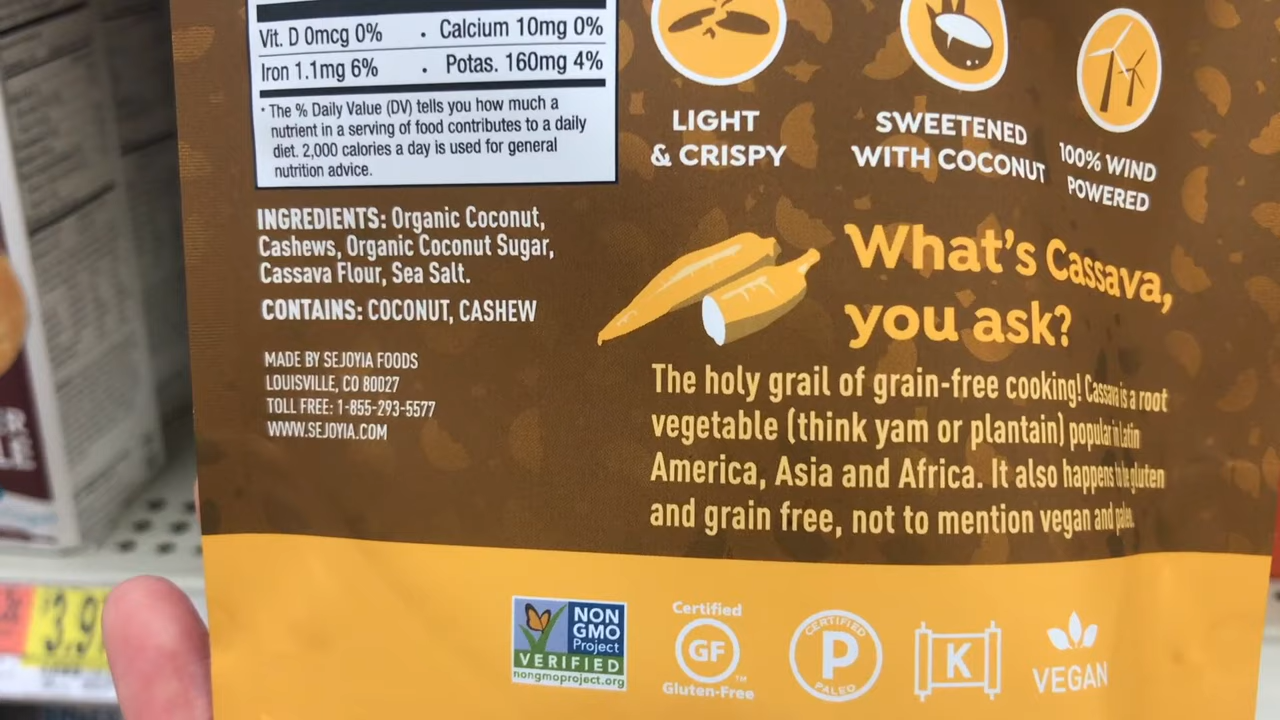 Vit. D 0mcg 0% • Calcium 10mg 0%
Iron 1.1mg 6% • Potas. 160mg 4%
* The % Daily Value (DV) tells you how much a
nutrient in a serving of food contributes to a daily
diet. 2,000 calories a day is used for general
nutrition advice.
INGREDIENTS: Organic Coconut,
Cashews, Organic Coconut Sugar,
Cassava Flour, Sea Salt.
CONTAINS: COCONUT, CASHEW
MADE BY SEJOYIA FOODS
LOUISVILLE, CO 80027
TOLL FREE: 1-855-293-5577
WWW.SEJOYIA.COM
LIGHT
& CRISPY
SWEETENED
WITH COCONUT
100% WIND
POWERED
What's Cassava,
you ask?
The holy grail of grain-free cooking! Cassava is a root
vegetable (think yam or plantain) popular in Latin
America, Asia and Africa. It also happens to be gluten
and grain free, not to mention vegan and paleo.
NON
GMO
Project
VERIFIED
nongmoproject.org
Certified
GF
TM
Gluten-Free
CERTIFIED
P
PALEO
K
VEGAN
$3.9